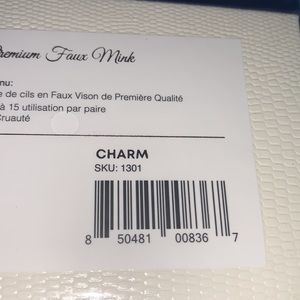 Premium Faux Mink
nu:
e de cils en Faux Vison de Première Qualité
à 15 utilisation par paire
Cruauté
CHARM
SKU: 1301
8 50481 00836 7